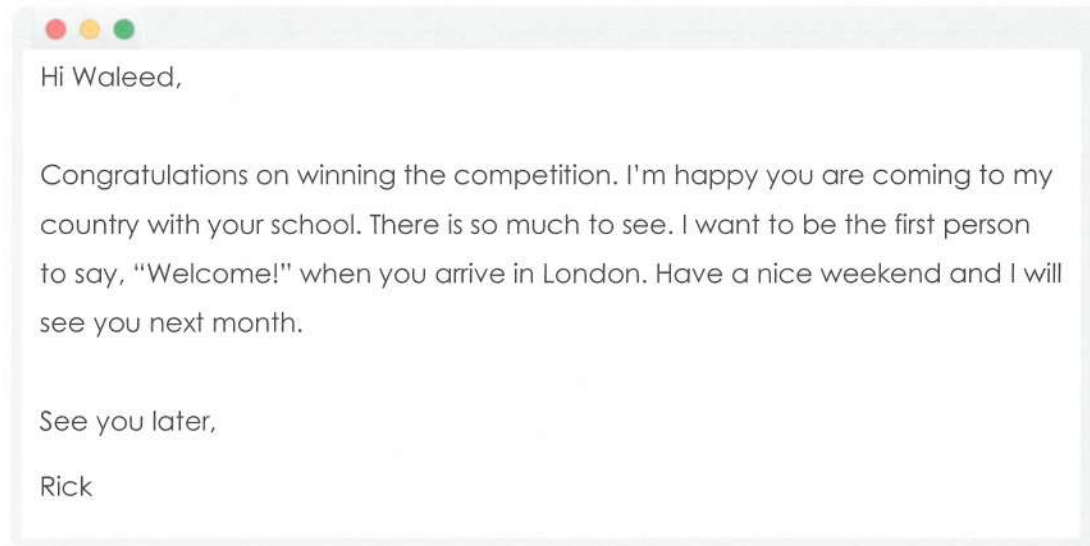 Hi Waleed,
Congratulations on winning the competition. I'm happy you are coming to my
country with your school. There is so much to see. I want to be the first person
to say, “Welcome!” when you arrive in London. Have a nice weekend and I will
see you next month.
See you later,
Rick